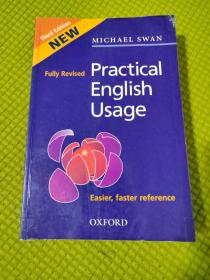 Third Edition
NEW
MICHAEL SWAN
Fully Revised
Practical
English
Usage
Easier, faster reference
OXFORD